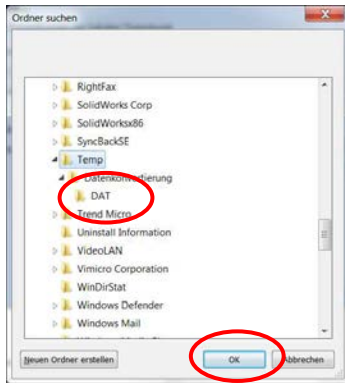 Ordner suchen
RightFax
SolidWorks Corp
SolidWorksx86
SyncBackSE
Temp
Datenkonvertierung
DAT
Trend Micro
Uninstall Information
VideoLAN
Vimicro Corporation
WinDirStat
Windows Defender
Windows Mail
Neuen Ordner erstellen OK Abbrechen